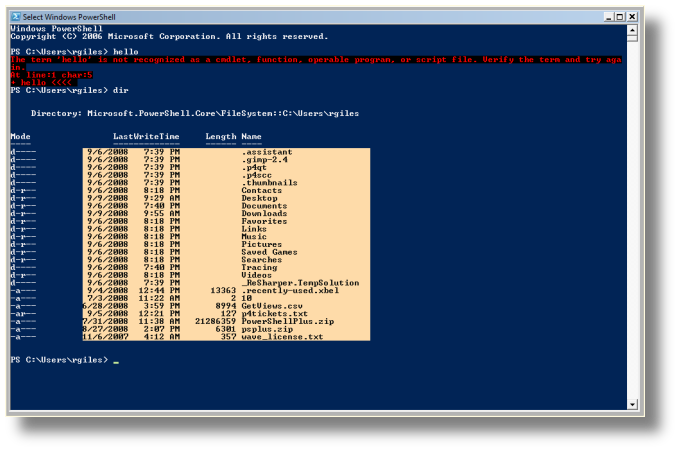 Select Windows PowerShell
Windows PowerShell
Copyright (C) 2006 Microsoft Corporation. All rights reserved.
PS C:\Users\rgiles> hello
The term 'hello' is not recognized as a cmdlet, function, operable program, or script file. Verify the term and try aga
in.
At line:1 char:5
+ hello <<<<
PS C:\Users\rgiles> dir
Directory: Microsoft.PowerShell.Core\FileSystem::C:\Users\rgiles
Mode LastWriteTime Length Name
---- ------------- ------ ----
d---- 9/6/2008 7:39 PM .assistant
d---- 9/6/2008 7:39 PM .gimp-2.4
d---- 9/6/2008 7:39 PM .p4qt
d---- 9/6/2008 7:39 PM .p4scc
d---- 9/6/2008 7:39 PM .thumbnails
d-r-- 9/6/2008 8:18 PM Contacts
d-r-- 9/9/2008 9:29 AM Desktop
d-r-- 9/6/2008 7:40 PM Documents
d-r-- 9/9/2008 9:55 AM Downloads
d-r-- 9/6/2008 8:18 PM Favorites
d-r-- 9/6/2008 8:18 PM Links
d-r-- 9/6/2008 8:18 PM Music
d-r-- 9/6/2008 8:18 PM Pictures
d-r-- 9/6/2008 8:18 PM Saved Games
d-r-- 9/6/2008 8:18 PM Searches
d---- 9/6/2008 7:40 PM Tracing
d-r-- 9/6/2008 8:18 PM Videos
d---- 9/6/2008 7:39 PM _ReSharper.TempSolution
-a--- 9/4/2008 12:44 PM 13363 .recently-used.xbel
-a--- 7/3/2008 11:22 AM 2 10
-a--- 6/28/2008 3:59 PM 8994 GetViews.csv
-ar-- 9/5/2008 12:21 PM 127 p4tickets.txt
-a--- 7/31/2008 11:38 AM 21286359 PowerShellPlus.zip
-a--- 8/27/2008 2:07 PM 6301 psplus.zip
-a--- 11/6/2007 4:12 AM 357 wave_license.txt
PS C:\Users\rgiles> _